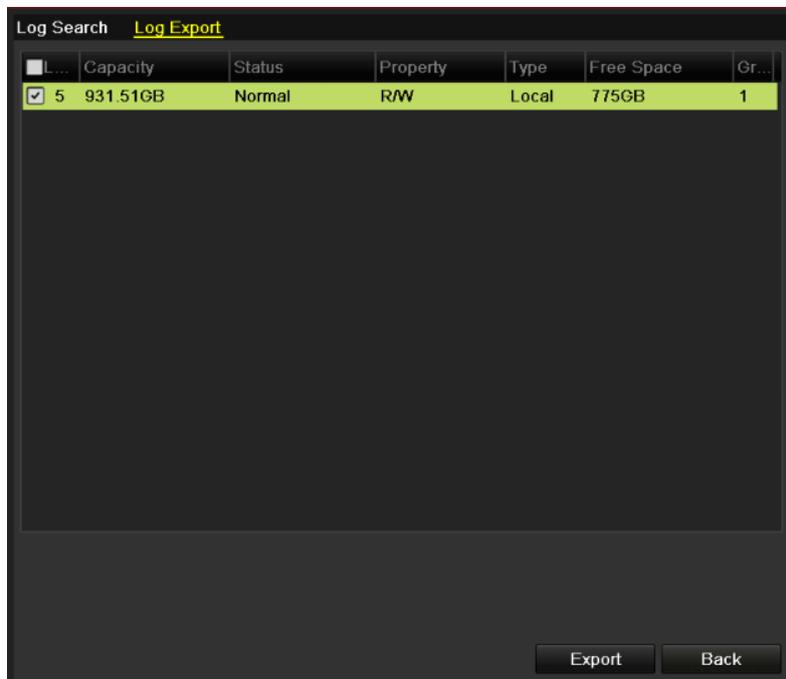 Log Search Log Export
L... Capacity Status Property Type Free Space Gr...
5 931.51GB Normal R/W Local 775GB 1
Export Back